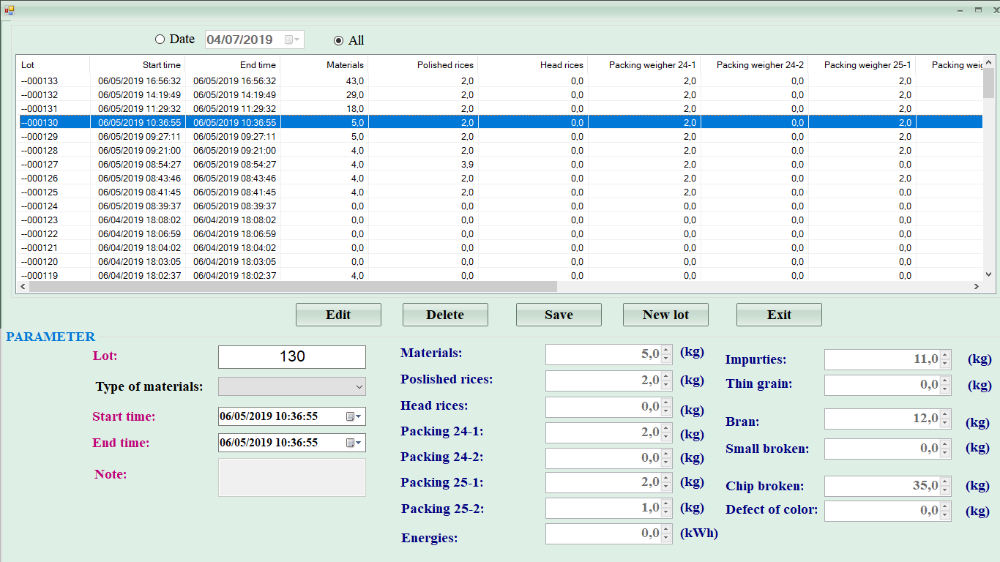 Date 04/07/2019 All
Lot Start time End time Materials Polished rices Head rices Packing weigher 24-1 Packing weigher 24-2 Packing weigher 25-1 Packing weig
--000133 06/05/2019 16:56:32 06/05/2019 16:56:32 43,0 2,0 0,0 2,0 0,0 2,0
--000132 06/05/2019 14:19:49 06/05/2019 14:19:49 29,0 2,0 0,0 2,0 0,0 2,0
--000131 06/05/2019 11:29:32 06/05/2019 11:29:32 18,0 2,0 0,0 2,0 0,0 2,0
--000130 06/05/2019 10:36:55 06/05/2019 10:36:55 5,0 2,0 0,0 2,0 0,0 2,0
--000129 06/05/2019 09:27:11 06/05/2019 09:27:11 5,0 2,0 0,0 2,0 0,0 2,0
--000128 06/05/2019 09:21:00 06/05/2019 09:21:00 4,0 2,0 0,0 2,0 0,0 2,0
--000127 06/05/2019 08:54:27 06/05/2019 08:54:27 4,0 3,9 0,0 2,0 0,0 2,0
--000126 06/05/2019 08:43:46 06/05/2019 08:43:46 4,0 2,0 0,0 2,0 0,0 2,0
--000125 06/05/2019 08:41:45 06/05/2019 08:41:45 4,0 2,0 0,0 2,0 0,0 0,0
--000124 06/05/2019 08:39:37 06/05/2019 08:39:37 0,0 0,0 0,0 0,0 0,0 0,0
--000123 06/04/2019 18:08:02 06/04/2019 18:08:02 0,0 0,0 0,0 0,0 0,0 0,0
--000122 06/04/2019 18:06:59 06/04/2019 18:06:59 0,0 0,0 0,0 0,0 0,0 0,0
--000121 06/04/2019 18:04:02 06/04/2019 18:04:02 0,0 0,0 0,0 0,0 0,0 0,0
--000120 06/04/2019 18:03:05 06/04/2019 18:03:05 0,0 0,0 0,0 0,0 0,0 0,0
--000119 06/04/2019 18:02:37 06/04/2019 18:02:37 4,0 0,0 0,0 0,0 0,0 0,0
Edit Delete Save New lot Exit
PARAMETER
Lot: 130
Type of materials:
Start time: 06/05/2019 10:36:55
End time: 06/05/2019 10:36:55
Note:
Materials: 5,0 (kg)
Poslished rices: 2,0 (kg)
Head rices: 0,0 (kg)
Packing 24-1: 2,0 (kg)
Packing 24-2: 0,0 (kg)
Packing 25-1: 2,0 (kg)
Packing 25-2: 1,0 (kg)
Energies: 0,0 (kWh)
Impurties: 11,0 (kg)
Thin grain: 0,0 (kg)
Bran: 12,0 (kg)
Small broken: 0,0 (kg)
Chip broken: 35,0 (kg)
Defect of color: 0,0 (kg)